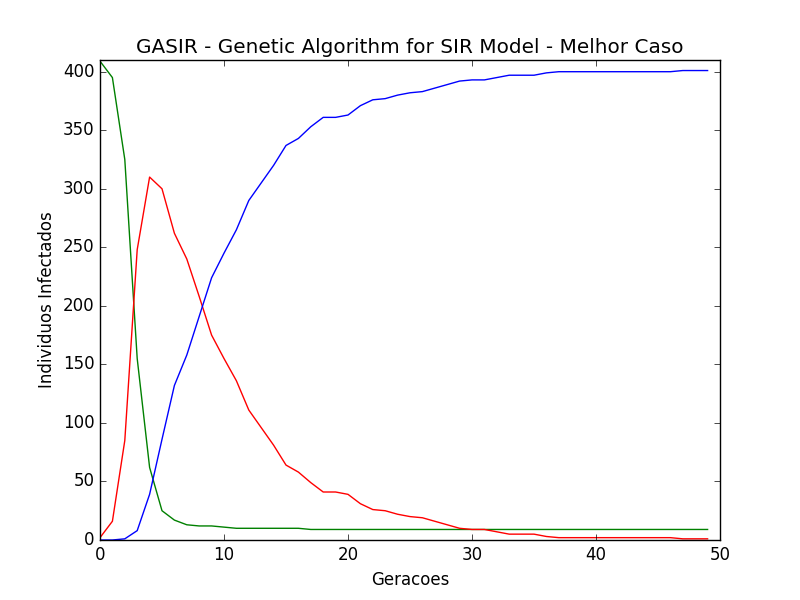 GASIR - Genetic Algorithm for SIR Model - Melhor Caso
400
350
300
250
200
150
100
50
0
Individuos Infectados
0 10 20 30 40 50
Geracoes